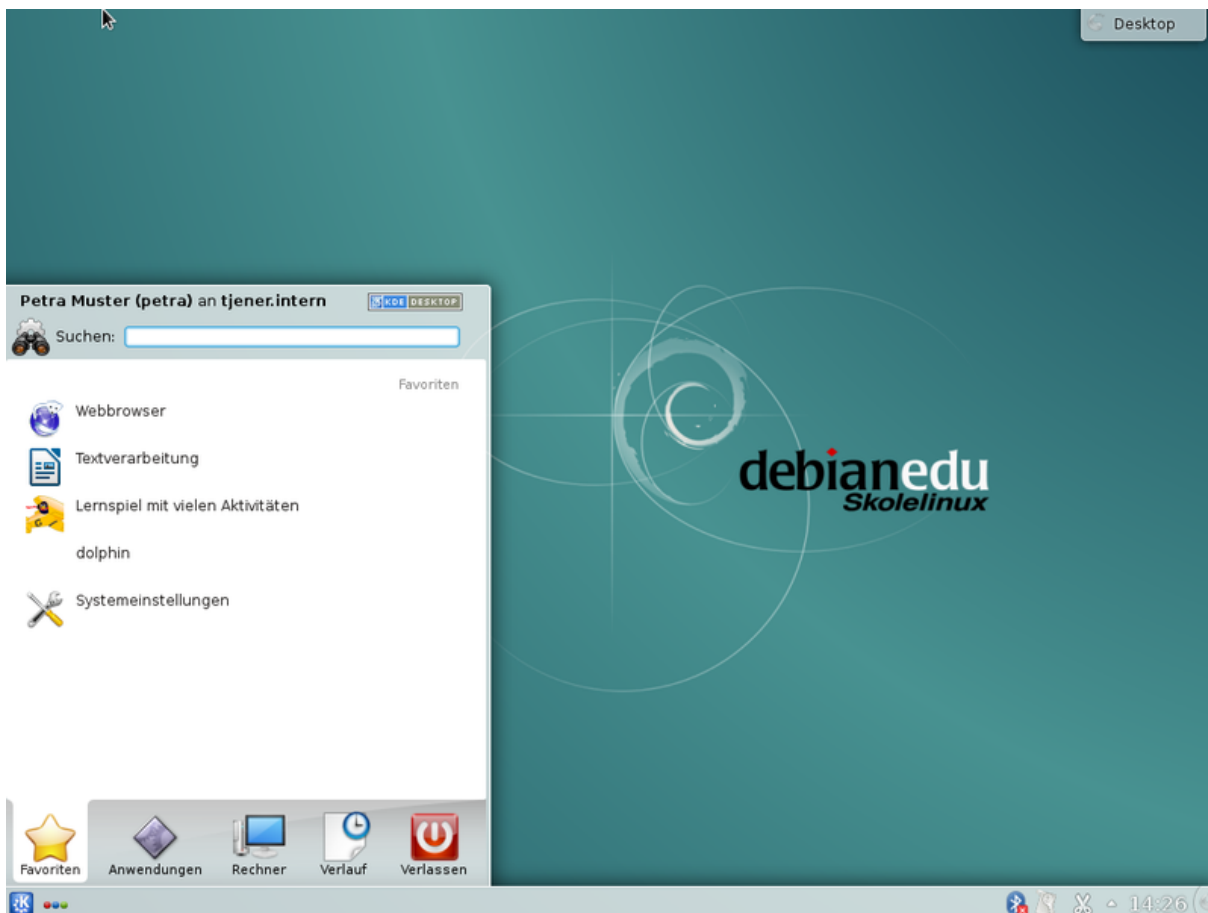 Desktop
Petra Muster (petra) an tjener.intern
KDE DESKTOP
Suchen:
Favoriten
Webbrowser
Textverarbeitung
Lernspiel mit vielen Aktivitäten
dolphin
Systemeinstellungen
debianedu
Skolelinux
Favoriten
Anwendungen
Rechner
Verlauf
Verlassen
14:26